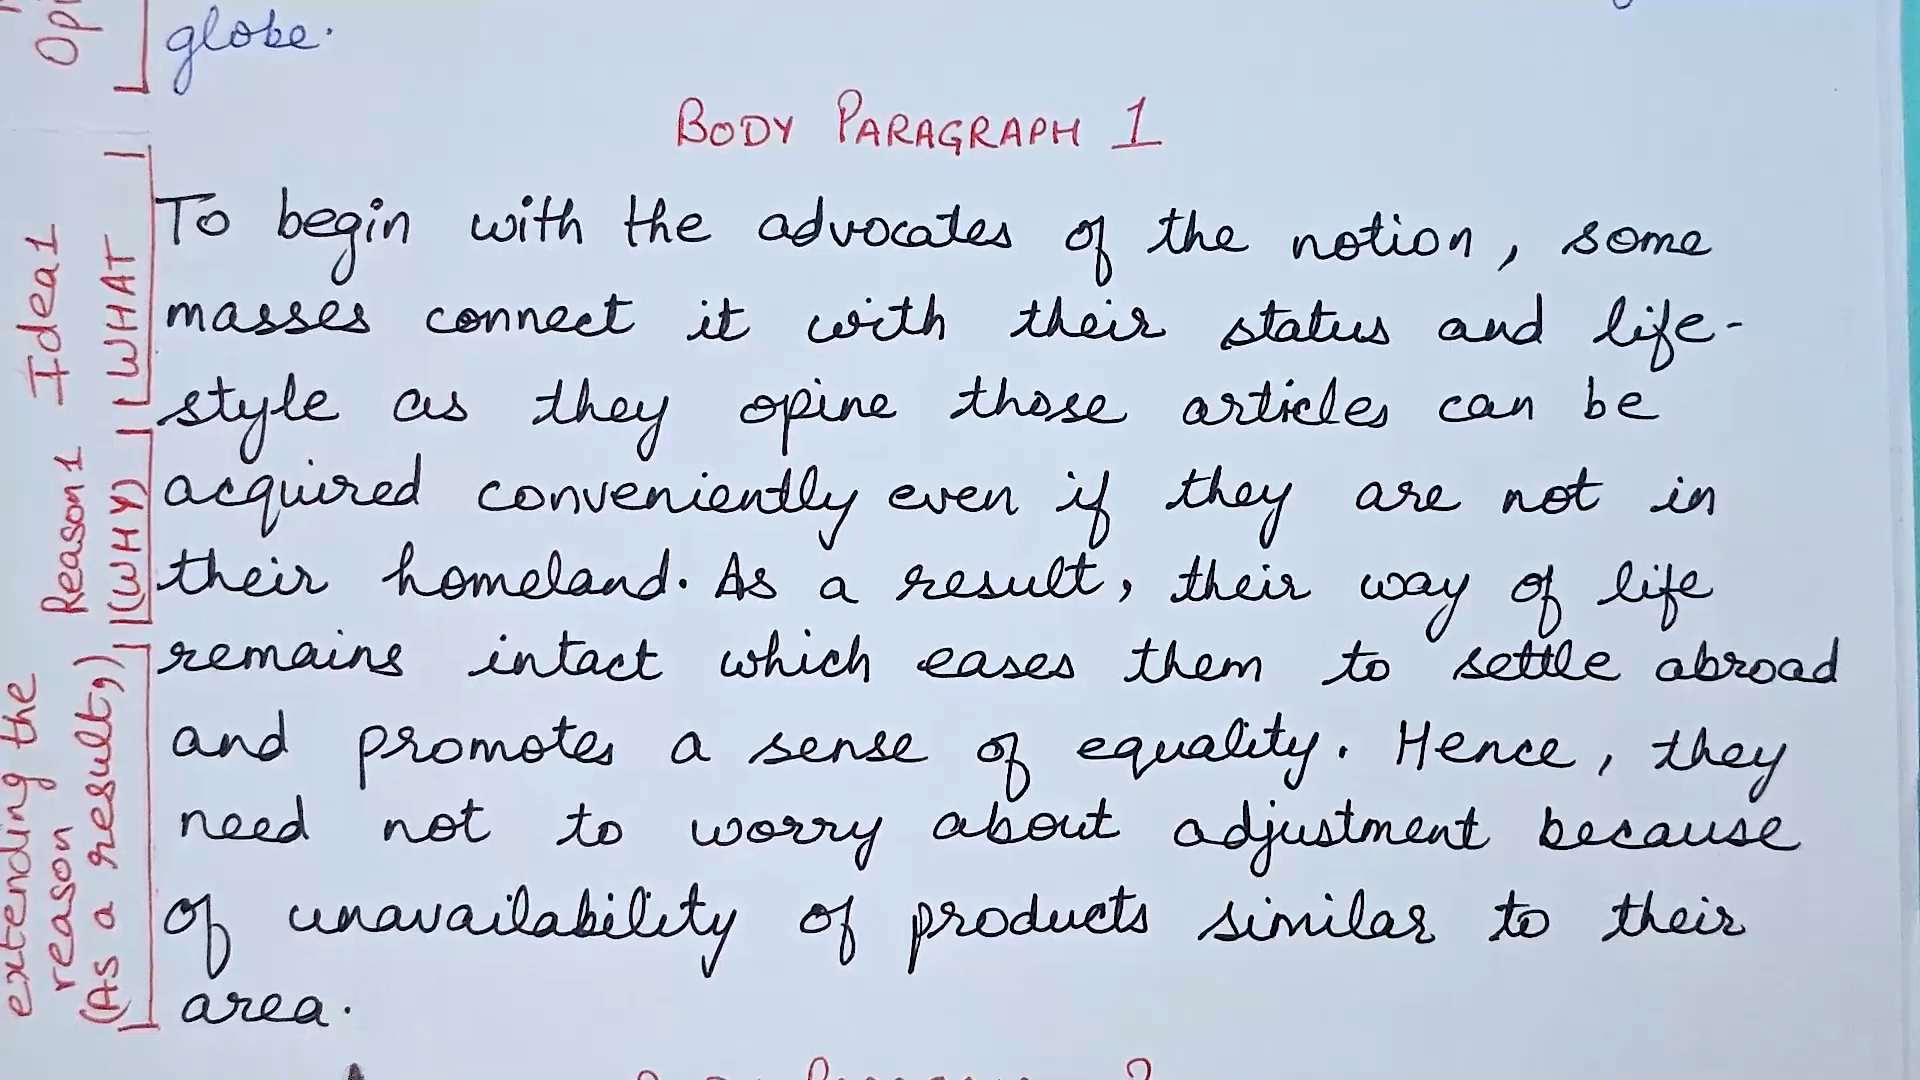 globe.
BODY PARAGRAPH 1
To begin with the advocates of the notion, some
masses connect it with their status and life-
style as they opine those articles can be
acquired conveniently even if they are not in
their homeland. As a result, their way of life
remains intact which eases them to settle abroad
and promotes a sense of equality. Hence, they
need not to worry about adjustment because
of unavailability of products similar to their
area.
Idea 1
WHAT
Reason 1
(WHY)
extending the
reason
(As a result,)